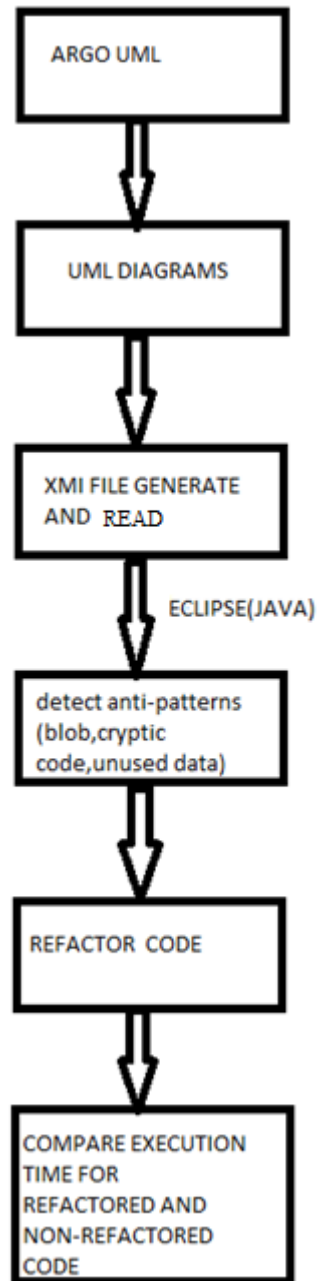 ARGO UML
UML DIAGRAMS
XMI FILE GENERATE
AND READ
ECLIPSE(JAVA)
detect anti-patterns
(blob,cryptic
code,unused data)
REFACTOR CODE
COMPARE EXECUTION
TIME FOR
REFACTORED AND
NON-REFACTORED
CODE